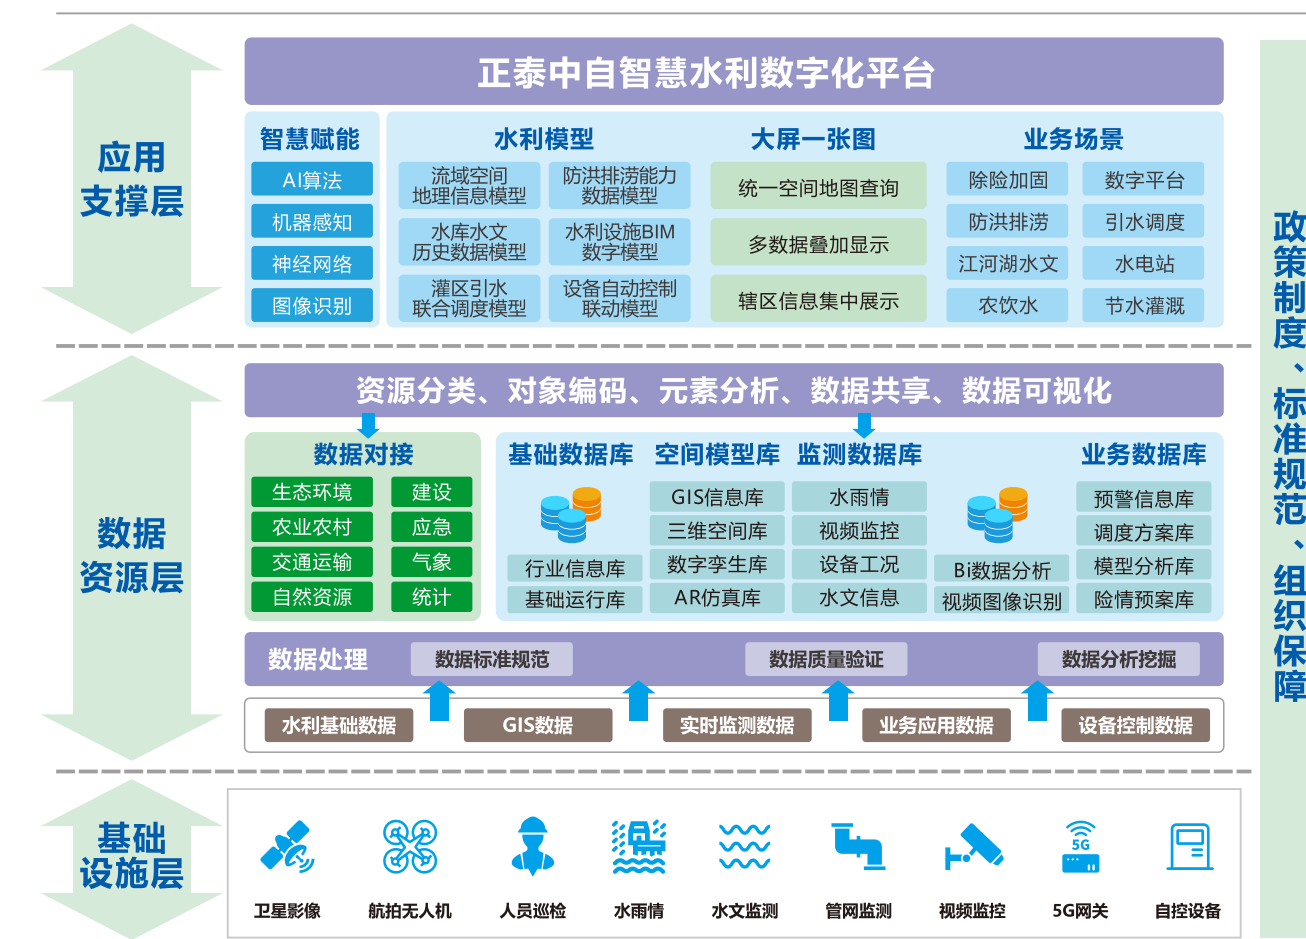 正泰中自智慧水利数字化平台
应用
支撑层
智慧赋能
AI算法
机器感知
神经网络
图像识别
水利模型
流域空间
地理信息模型
防洪排涝能力
数据模型
水库水文
历史数据模型
水利设施BIM
数字模型
灌区引水
联合调度模型
设备自动控制
联动模型
大屏一张图
统一空间地图查询
多数据叠加显示
辖区信息集中展示
业务场景
除险加固
数字平台
防洪排涝
引水调度
江河湖水文
水电站
农饮水
节水灌溉
数据
资源层
资源分类、对象编码、元素分析、数据共享、数据可视化
数据对接
生态环境
建设
农业农村
应急
交通运输
气象
自然资源
统计
基础数据库
行业信息库
基础运行库
空间模型库
GIS信息库
三维空间库
数字孪生库
AR仿真库
监测数据库
水雨情
视频监控
设备工况
水文信息
Bi数据分析
视频图像识别
业务数据库
预警信息库
调度方案库
模型分析库
险情预案库
数据处理
数据标准规范
数据质量验证
数据分析挖掘
水利基础数据
GIS数据
实时监测数据
业务应用数据
设备控制数据
基础
设施层
5G
卫星影像
航拍无人机
人员巡检
水雨情
水文监测
管网监测
视频监控
5G网关
自控设备
政策制度、标准规范、组织保障